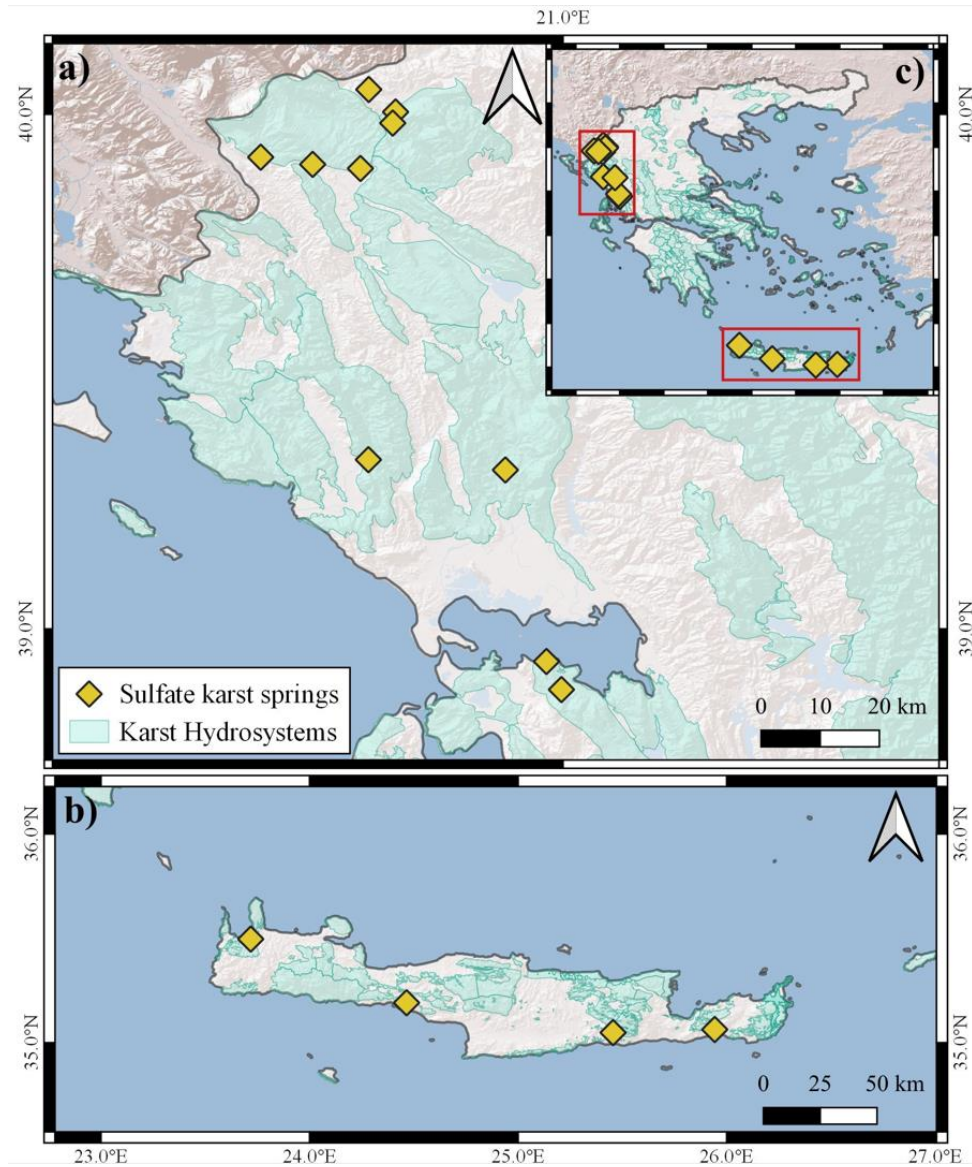 21.0°E
a)
c)
40.0°N
40.0°N
39.0°N
39.0°N
Sulfate karst springs
Karst Hydrosystems
0 10 20 km
b)
36.0°N
36.0°N
35.0°N
35.0°N
0 25 50 km
23.0°E 24.0°E 25.0°E 26.0°E 27.0°E